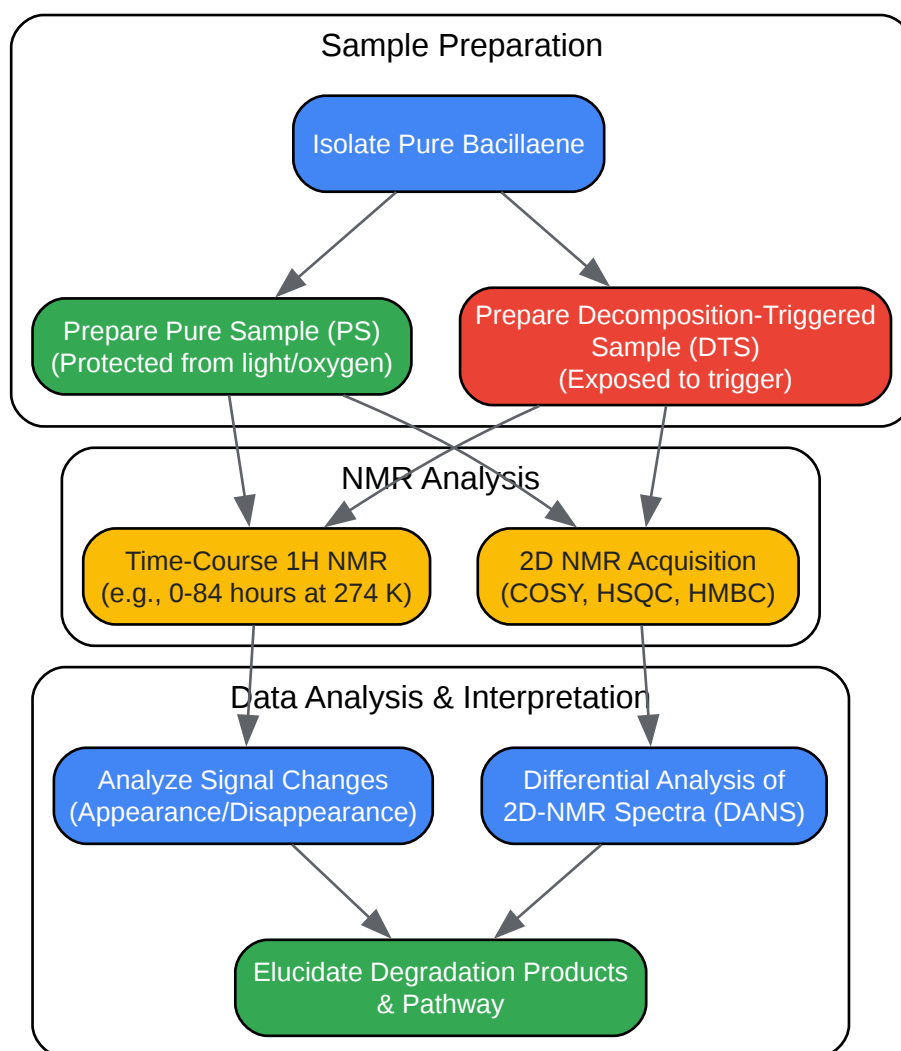 Sample Preparation
Isolate Pure Bacillaene
Prepare Pure Sample (PS)
(Protected from light/oxygen)
Prepare Decomposition-Triggered
Sample (DTS)
(Exposed to trigger)
NMR Analysis
Time-Course 1H NMR
(e.g., 0-84 hours at 274 K)
2D NMR Acquisition
(COSY, HSQC, HMBC)
Data Analysis & Interpretation
Analyze Signal Changes
(Appearance/Disappearance)
Differential Analysis of
2D-NMR Spectra (DANS)
Elucidate Degradation Products
& Pathway